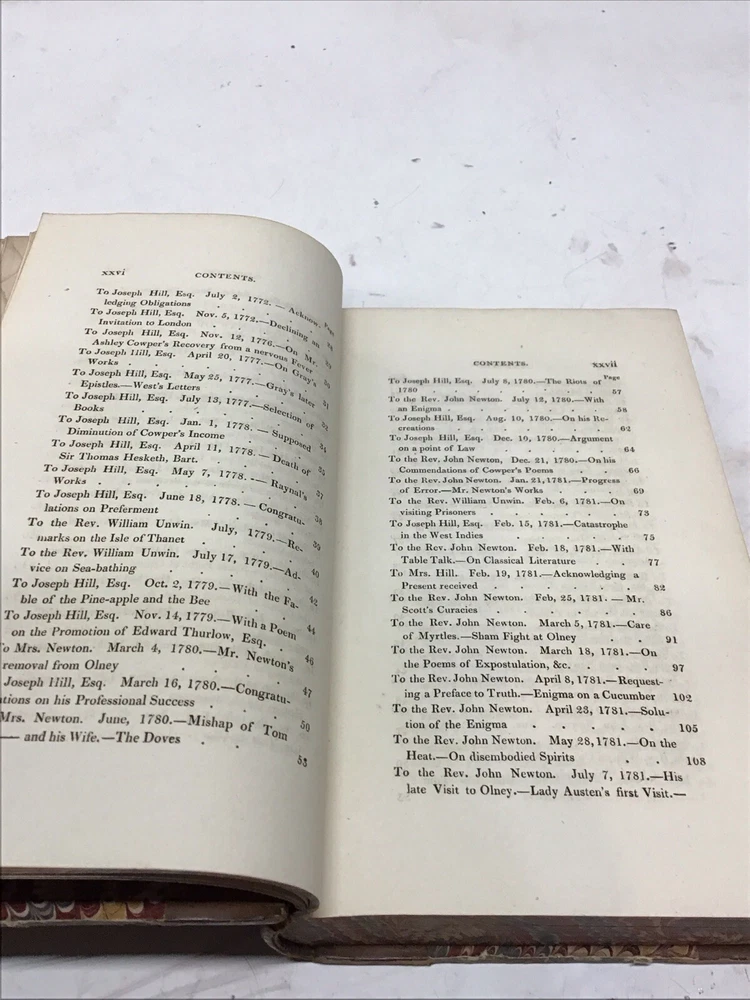 xxvi CONTENTS.
To Joseph Hill, Esq. July 2, 1772. — Acknow-
ledging Obligations . . . .
To Joseph Hill, Esq. Nov. 5, 1772.—Declining an
Invitation to London . . . .
To Joseph Hill, Esq. Nov. 12, 1776.—On Mr.
Ashley Cowper's Recovery from a nervous Fever
To Joseph Hill, Esq. April 20, 1777.—On Gray's
Works . . . .
To Joseph Hill, Esq. May 25, 1777.—Gray's later
Epistles.—West's Letters . . . . 31
To Joseph Hill, Esq. July 13, 1777.—Selection of
Books . . . .
To Joseph Hill, Esq. Jan. 1, 1778. — Supposed
Diminution of Cowper's Income . . . 34
To Joseph Hill, Esq. April 11, 1778. — Death of
Sir Thomas Hesketh, Bart. . . . 35
To Joseph Hill, Esq. May 7, 1778. — Raynal's
Works . . . . 37
To Joseph Hill, Esq. June 18, 1778. — Congratu-
lations on Preferment . . . . 38
To the Rev. William Unwin. July, 1779.—Re-
marks on the Isle of Thanet . . . 39
To the Rev. William Unwin. July 17, 1779.—Ad-
vice on Sea-bathing . . . . 40
To Joseph Hill, Esq. Oct. 2, 1779.—With the Fa-
ble of the Pine-apple and the Bee . . 42
To Joseph Hill, Esq. Nov. 14, 1779.—With a Poem
on the Promotion of Edward Thurlow, Esq. . 44
To Mrs. Newton. March 4, 1780.—Mr. Newton's
removal from Olney . . . . 46
Joseph Hill, Esq. March 16, 1780.—Congratu-
tions on his Professional Success . . . 47
Mrs. Newton. June, 1780.—Mishap of Tom 50
— and his Wife.—The Doves . . 53
CONTENTS. xxvii
Page
To Joseph Hill, Esq. July 8, 1780.—The Riots of
1780 . . . . 57
To the Rev. John Newton. July 12, 1780.—With
an Enigma . . . . 58
To Joseph Hill, Esq. Aug. 10, 1780.—On his Re-
creations . . . . 62
To Joseph Hill, Esq. Dec. 10, 1780.—Argument
on a point of Law . . . . 64
To the Rev. John Newton, Dec. 21, 1780.—On his
Commendations of Cowper's Poems . . 66
To the Rev. John Newton. Jan. 21, 1781.—Progress
of Error.—Mr. Newton's Works . . . 69
To the Rev. William Unwin. Feb. 6, 1781.—On
visiting Prisoners . . . . 73
To Joseph Hill, Esq. Feb. 15, 1781.—Catastrophe
in the West Indies . . . . 75
To the Rev. John Newton. Feb. 18, 1781.—With
Table Talk.—On Classical Literature . . 77
To Mrs. Hill. Feb. 19, 1781.—Acknowledging a
Present received . . . . 82
To the Rev. John Newton. Feb, 25, 1781. — Mr.
Scott's Curacies . . . . 86
To the Rev. John Newton. March 5, 1781.—Care
of Myrtles.—Sham Fight at Olney . . 91
To the Rev. John Newton. March 18, 1781.—On
the Poems of Expostulation, &c. . . . 97
To the Rev. John Newton. April 8, 1781.—Request-
ing a Preface to Truth.—Enigma on a Cucumber 102
To the Rev. John Newton. April 23, 1781.—Solu-
tion of the Enigma . . . . . 105
To the Rev. John Newton. May 28, 1781.—On the
Heat.—On disembodied Spirits . . 108
To the Rev. John Newton. July 7, 1781.—His
late Visit to Olney.—Lady Austen's first Visit.—